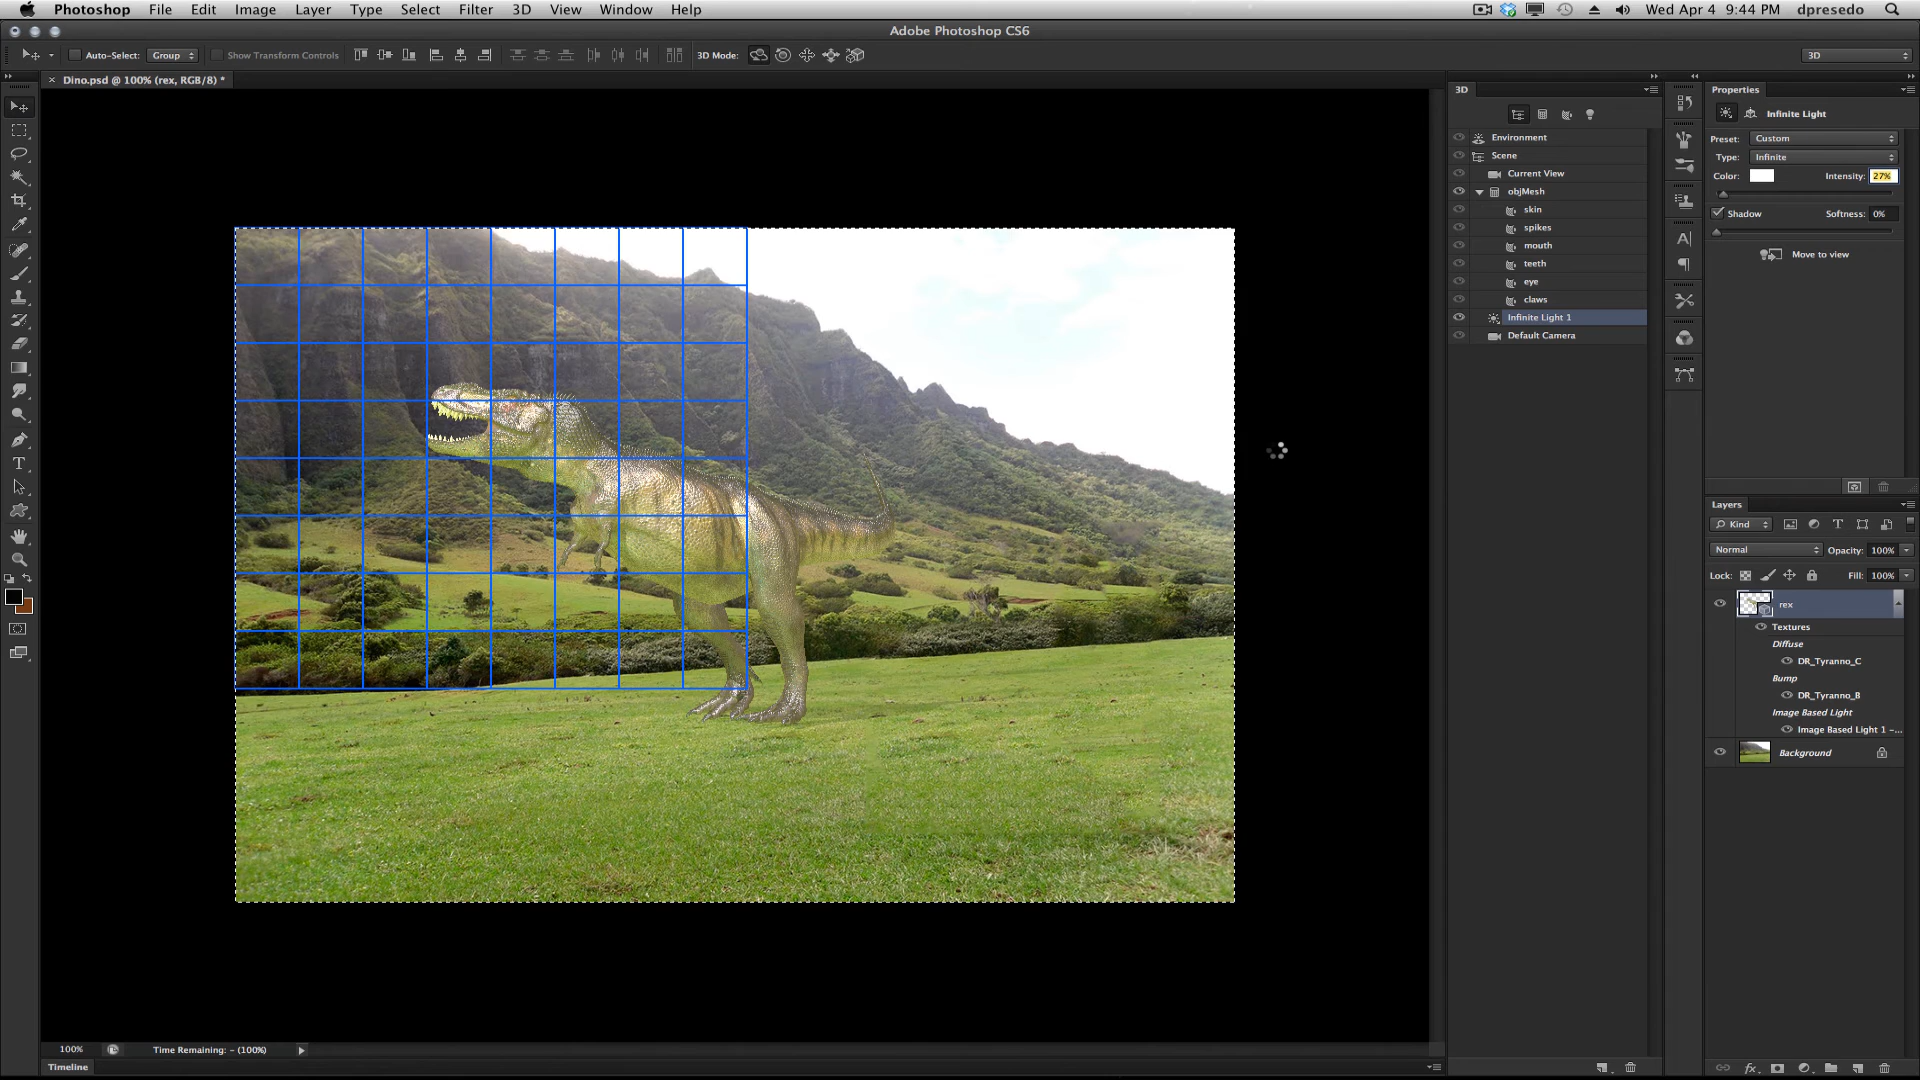 Photoshop File Edit Image Layer Type Select Filter 3D View Window Help Wed Apr 4 9:44 PM dpresedo
Adobe Photoshop CS6
Auto-Select: Group Show Transform Controls 3D Mode: 3D
Dino.psd @ 100% (rex, RGB/8) *
3D
Environment
Scene
Current View
objMesh
skin
spikes
mouth
teeth
eye
claws
Infinite Light 1
Default Camera
Properties
Infinite Light
Preset: Custom
Type: Infinite
Color: Intensity: 27%
Shadow Softness: 0%
Move to view
Layers
Kind
Normal Opacity: 100%
Lock: Fill: 100%
rex
Textures
Diffuse
DR_Tyranno_C
Bump
DR_Tyranno_B
Image Based Light
Image Based Light 1 -...
Background
100% Time Remaining: - (100%)
Timeline